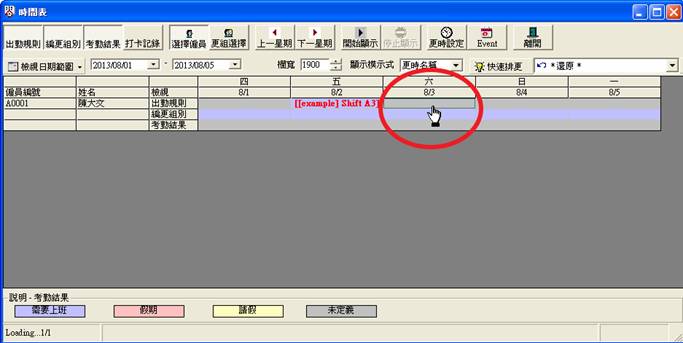 時間表
出勤規則 編更組別 考勤結果 打卡記錄 選擇僱員 更組選擇 上一星期 下一星期 開始顯示 停止顯示 更時設定 Event 離開
檢視日期範圍 2013/08/01 - 2013/08/05 欄寬 1900 顯示模示式 更時名稱 快速排更 *還原*
四 五 六 日 一
僱員編號 姓名 檢視 8/1 8/2 8/3 8/4 8/5
A0001 陳大文 出勤規則 [[example] Shift A3]
編更組別
考勤結果
說明 - 考勤結果
需要上班 假期 請假 未定義
Loading...1/1